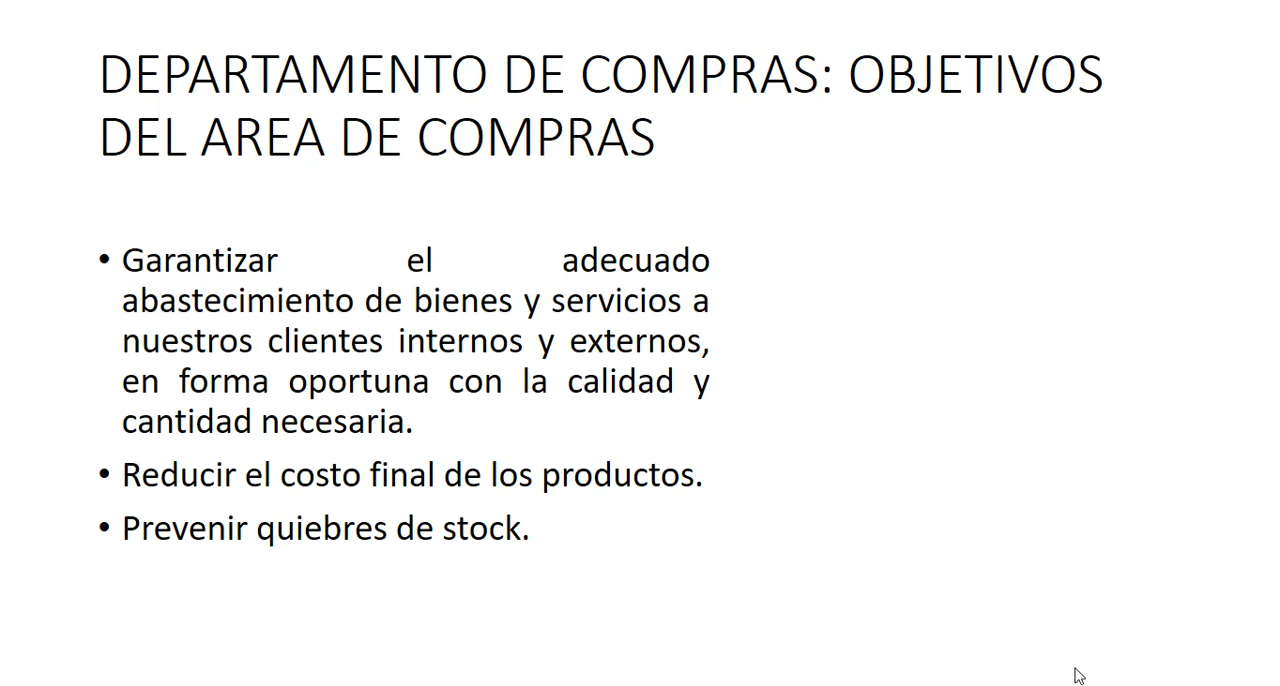 DEPARTAMENTO DE COMPRAS: OBJETIVOS
DEL AREA DE COMPRAS
• Garantizar el adecuado
abastecimiento de bienes y servicios a
nuestros clientes internos y externos,
en forma oportuna con la calidad y
cantidad necesaria.
• Reducir el costo final de los productos.
• Prevenir quiebres de stock.